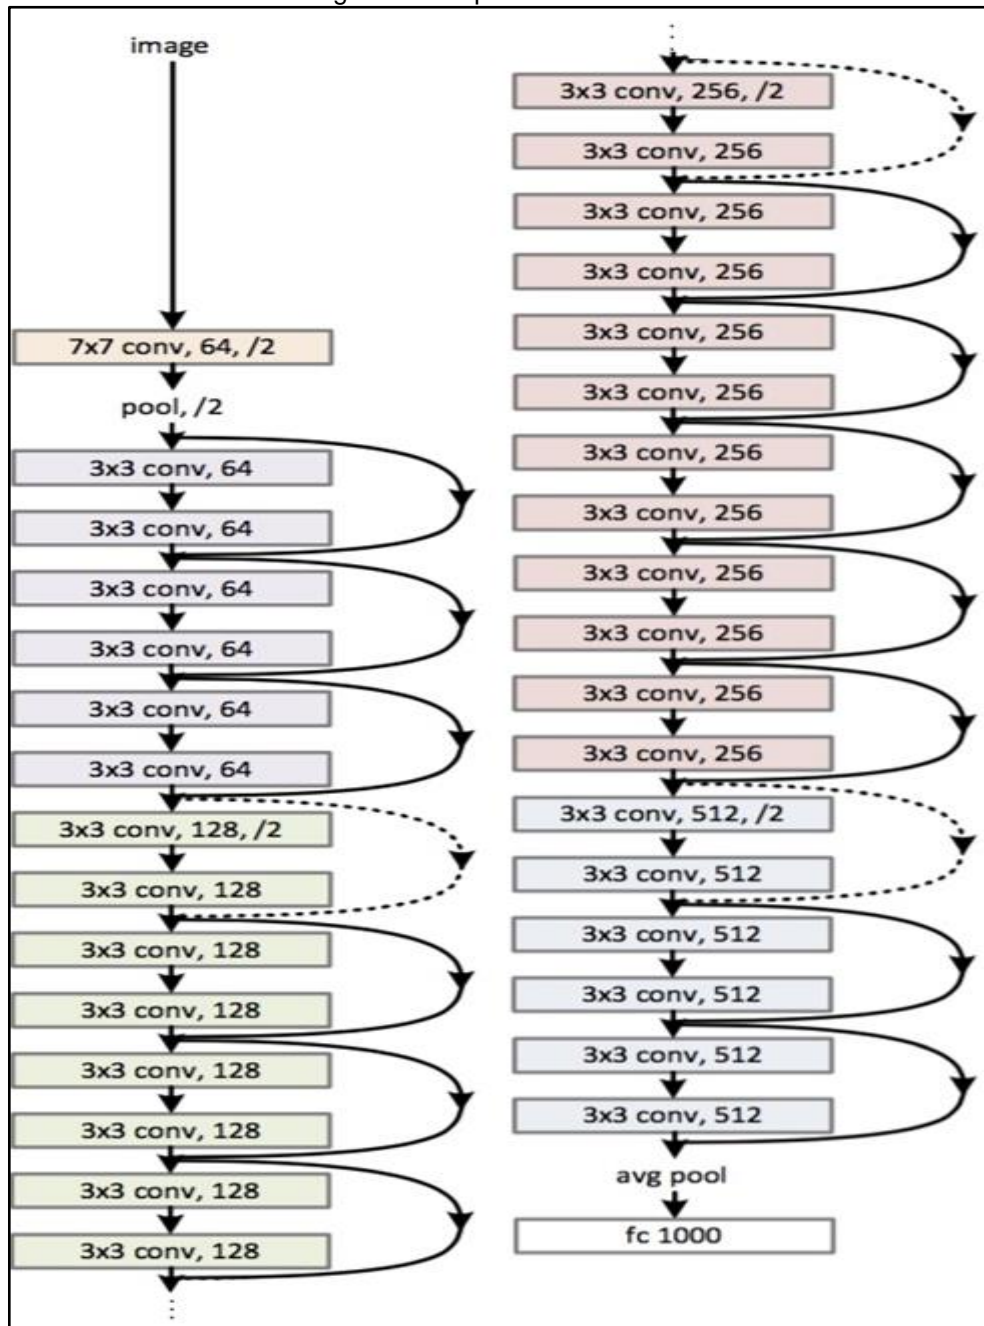 image
7x7 conv, 64, /2
pool, /2
3x3 conv, 64
3x3 conv, 64
3x3 conv, 64
3x3 conv, 64
3x3 conv, 64
3x3 conv, 64
3x3 conv, 128, /2
3x3 conv, 128
3x3 conv, 128
3x3 conv, 128
3x3 conv, 128
3x3 conv, 128
3x3 conv, 128
3x3 conv, 128
3x3 conv, 256, /2
3x3 conv, 256
3x3 conv, 256
3x3 conv, 256
3x3 conv, 256
3x3 conv, 256
3x3 conv, 256
3x3 conv, 256
3x3 conv, 256
3x3 conv, 256
3x3 conv, 256
3x3 conv, 256
3x3 conv, 512, /2
3x3 conv, 512
3x3 conv, 512
3x3 conv, 512
3x3 conv, 512
3x3 conv, 512
avg pool
fc 1000